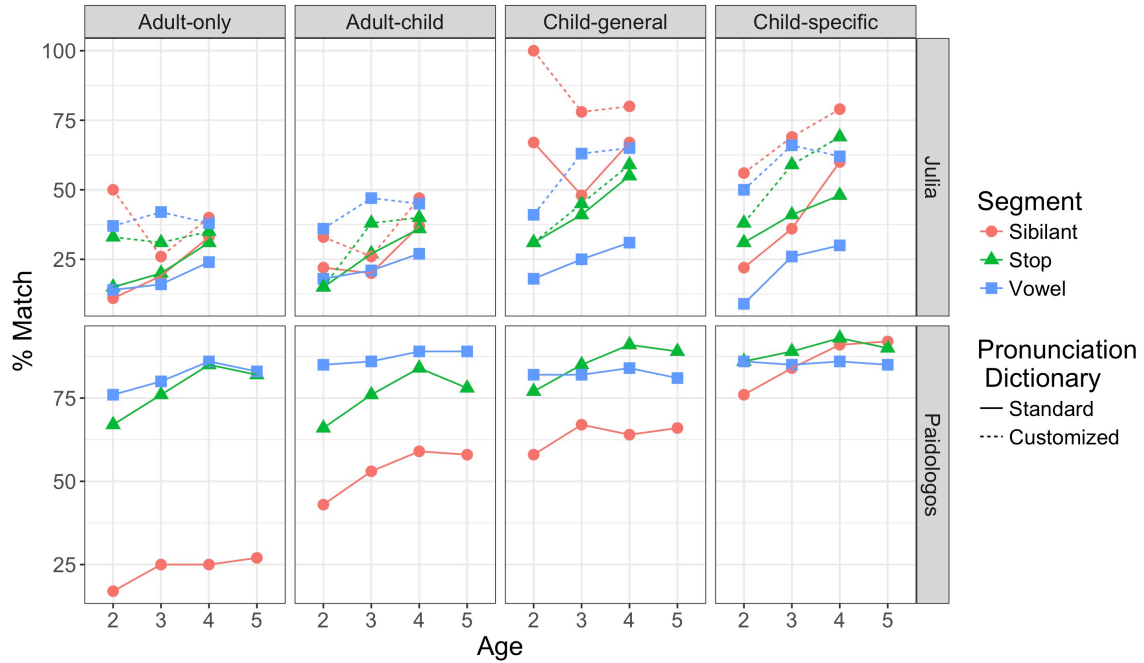 Adult-only Adult-child Child-general Child-specific
100
75
50
25
Julia
75
50
25
Paidologos
% Match
2 3 4 5 2 3 4 5 2 3 4 5 2 3 4 5
Age
Segment
Sibilant
Stop
Vowel
Pronunciation
Dictionary
Standard
Customized